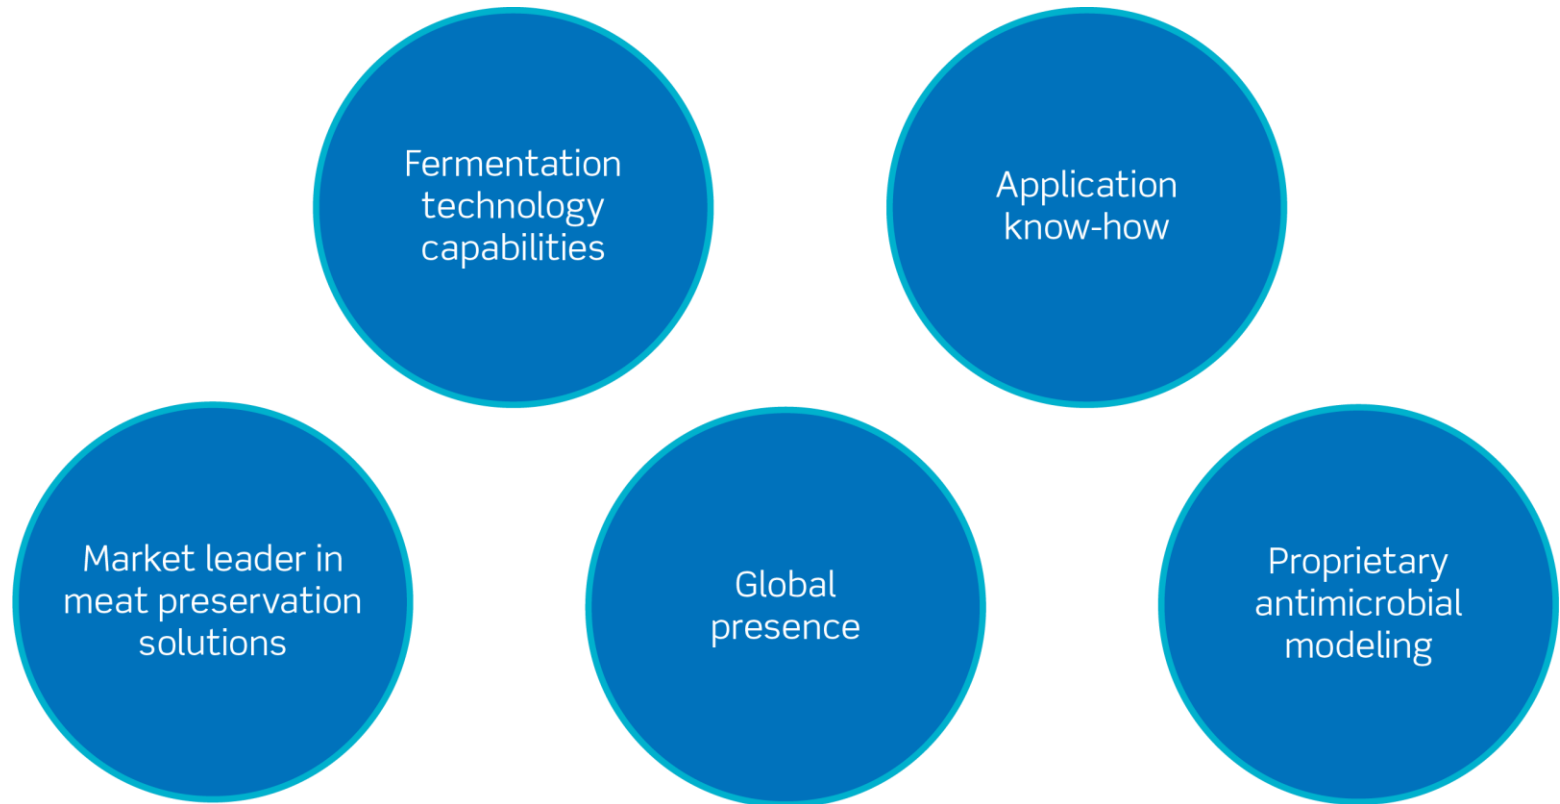 Fermentation
technology
capabilities
Application
know-how
Market leader in
meat preservation
solutions
Global
presence
Proprietary
antimicrobial
modeling